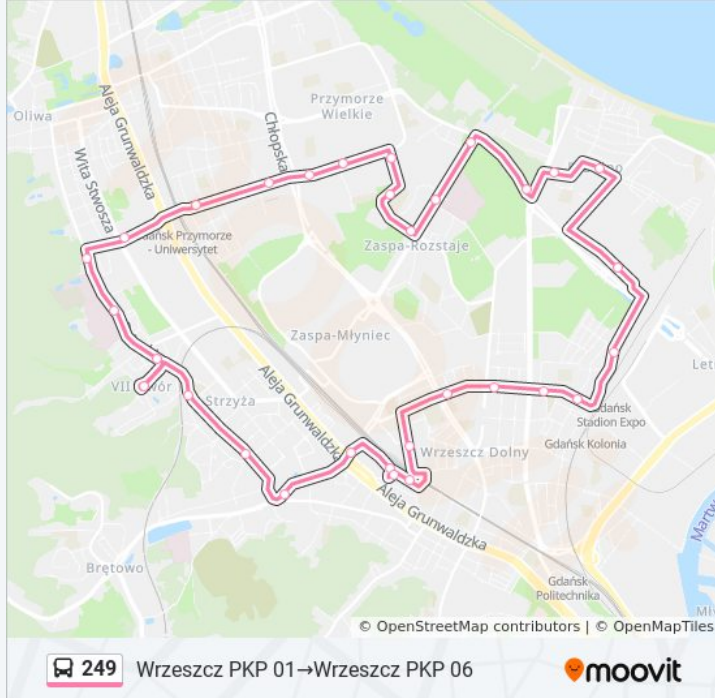 Oliwa
Aleja Grunwaldzka
Przymorze
Wielkie
Chłopska
Wita Stwosza
Gdańsk Przymorze
- Uniwersytet
Zaspa-Rozstaje
Zaspa-Młyniec
VII Dwór
Strzyża
Aleja Grunwaldzka
Gdańsk
Stadion Expo
Gdańsk Kolonia
Wrzeszcz Dolny
Aleja Grunwaldzka
Brętowo
Gdańsk
Politechnika
© OpenStreetMap contributors | © OpenMapTiles
249 Wrzeszcz PKP 01→Wrzeszcz PKP 06
moovit